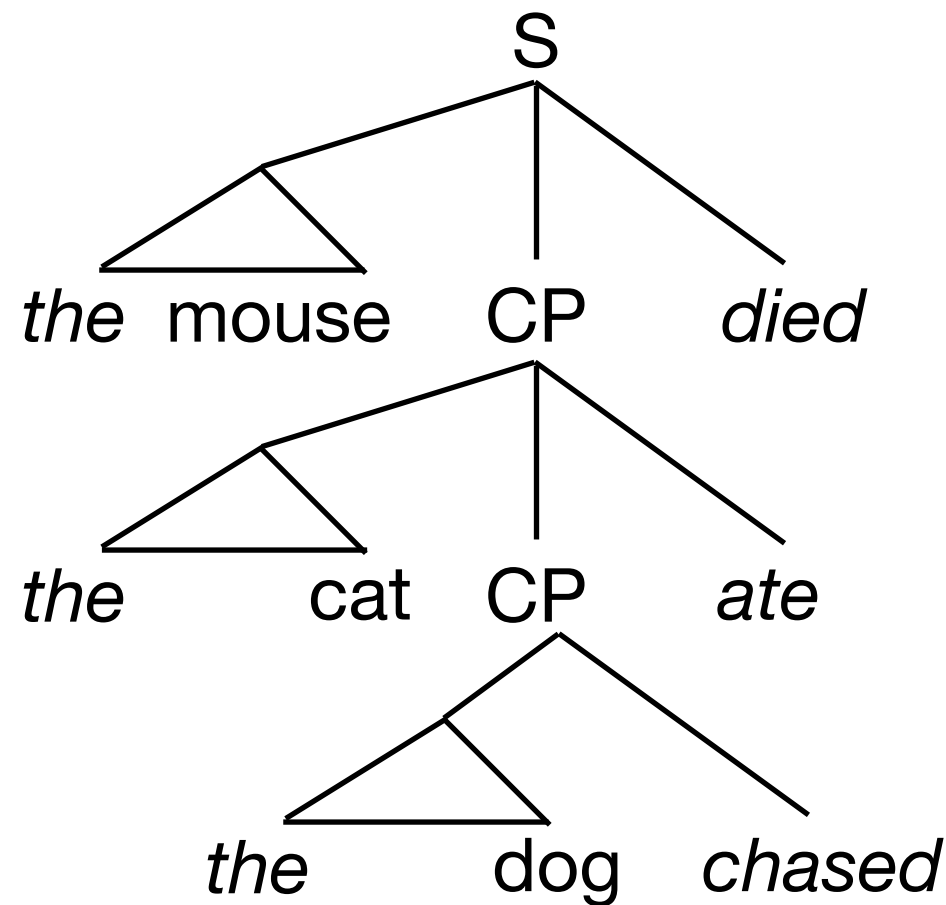 S
the mouse CP died
the cat CP ate
the dog chased